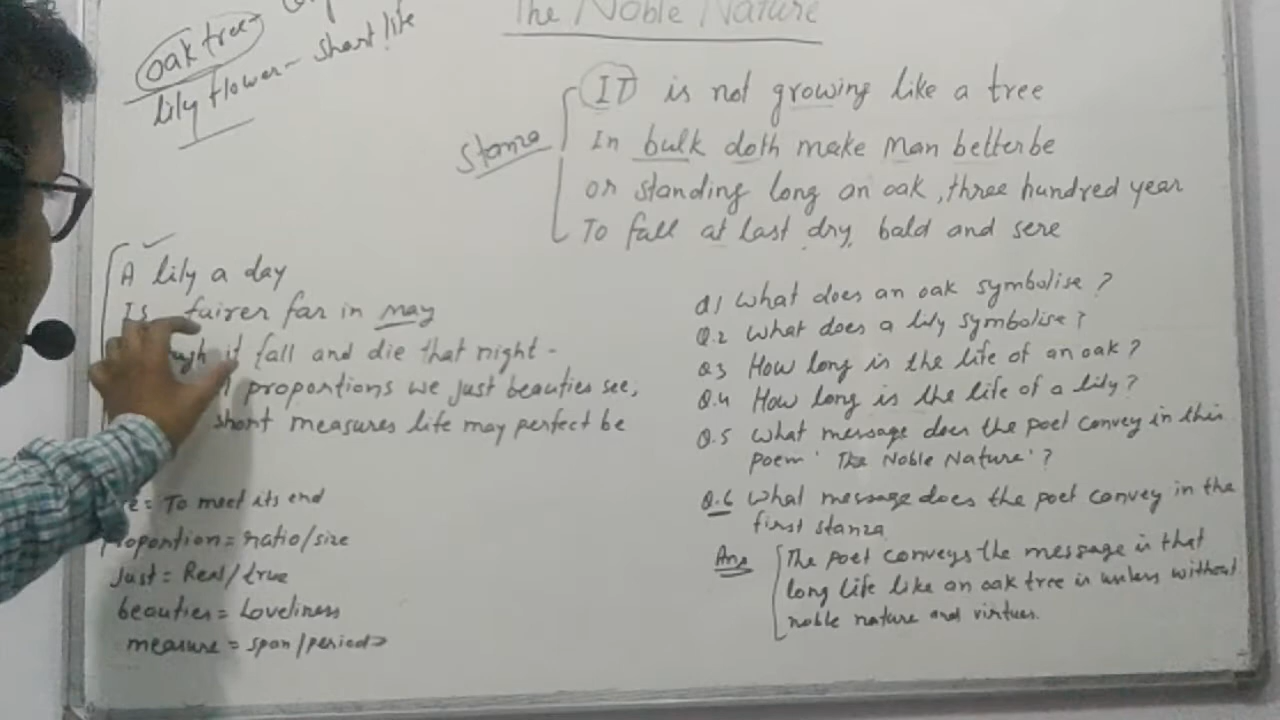 The Noble Nature
oak tree-
lily flower - short life
Stanza
IT is not growing like a tree
In bulk doth make Man better be
or standing long an oak, three hundred year
To fall at last dry, bald and sere
A lily a day
Is fairer far in may
it fall and die that night -
proportions we just beauties see,
short measures life may perfect be
= To meet its end
proportion = ratio/size
Just = Real/true
beauties = Loveliness
measure = span/period
Q1 What does an oak symbolise?
Q.2 What does a lily symbolise?
Q3 How long is the life of an oak?
Q.4 How long is the life of a lily?
Q.5 What message does the poet convey in this
poem 'The Noble Nature'?
Q.6 What message does the poet convey in the
first stanza
Ans The poet conveys the message is that
long life like an oak tree is useless without
noble nature and virtues.